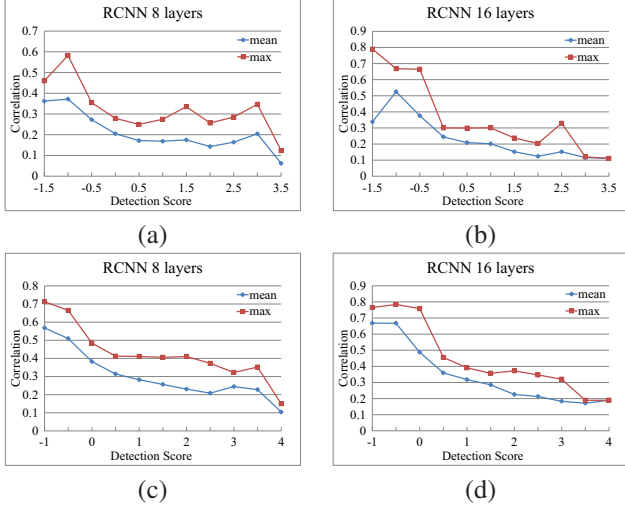 RCNN 8 layers
0.7
0.6
0.5
0.4
0.3
0.2
0.1
0
Correlation
mean
max
-1.5 -0.5 0.5 1.5 2.5 3.5
Detection Score
(a)
RCNN 16 layers
0.9
0.8
0.7
0.6
0.5
0.4
0.3
0.2
0.1
0
Correlation
mean
max
-1.5 -0.5 0.5 1.5 2.5 3.5
Detection Score
(b)
RCNN 8 layers
0.8
0.7
0.6
0.5
0.4
0.3
0.2
0.1
0
Correlation
mean
max
-1 0 1 2 3 4
Detection Score
(c)
RCNN 16 layers
0.9
0.8
0.7
0.6
0.5
0.4
0.3
0.2
0.1
0
Correlation
mean
max
-1 0 1 2 3 4
Detection Score
(d)